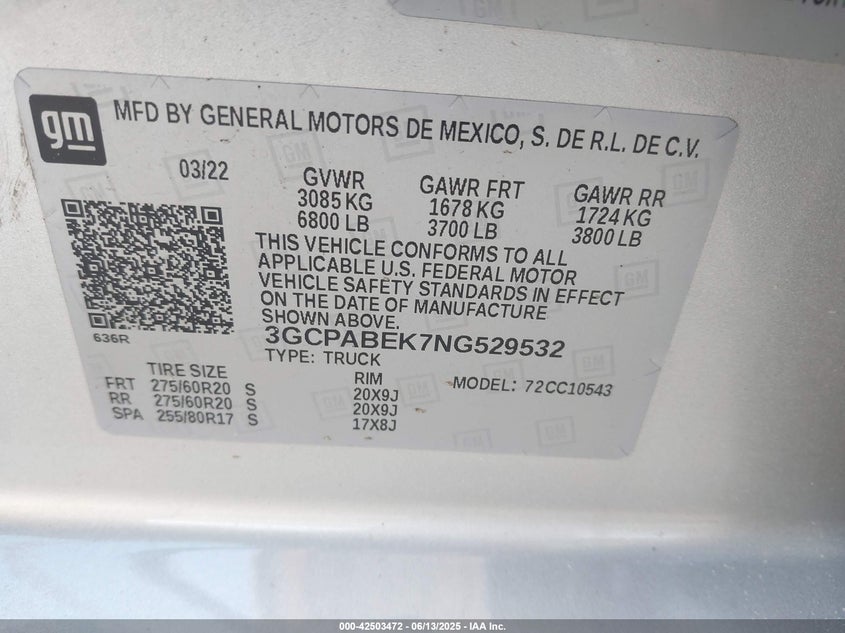 gm
MFD BY GENERAL MOTORS DE MEXICO, S. DE R.L. DE C.V.
03/22
GVWR GAWR FRT GAWR RR
3085 KG 1678 KG 1724 KG
6800 LB 3700 LB 3800 LB
THIS VEHICLE CONFORMS TO ALL
APPLICABLE U.S. FEDERAL MOTOR
VEHICLE SAFETY STANDARDS IN EFFECT
ON THE DATE OF MANUFACTURE
SHOWN ABOVE.
636R
3GCPABEK7NG529532
TYPE: TRUCK
MODEL: 72CC10543
TIRE SIZE RIM
FRT 275/60R20 S 20X9J
RR 275/60R20 S 20X9J
SPA 255/80R17 S 17X8J
000-42503472 - 06/13/2025 - IAA Inc.